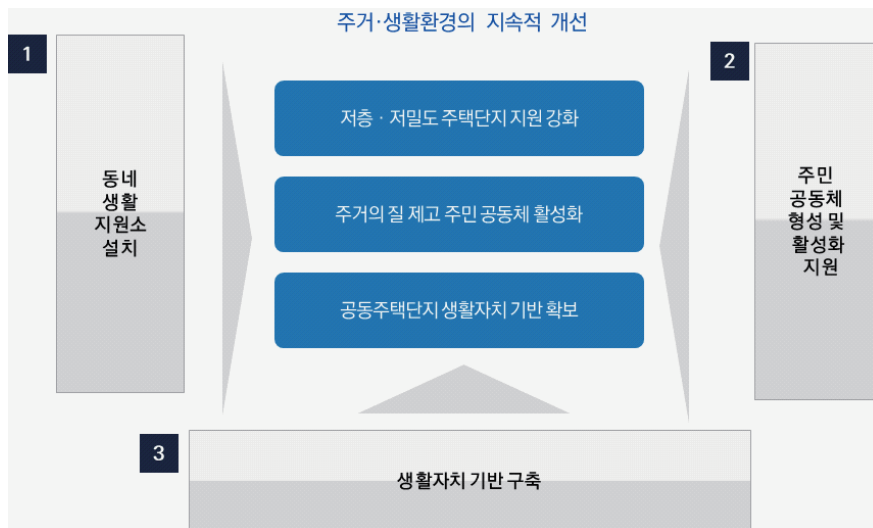 주거·생활환경의 지속적 개선
1
동네
생활
지원소
설치
저층 · 저밀도 주택단지 지원 강화
주거의 질 제고 주민 공동체 활성화
공동주택단지 생활자치 기반 확보
2
주민
공동체
형성 및
활성화
지원
3
생활자치 기반 구축